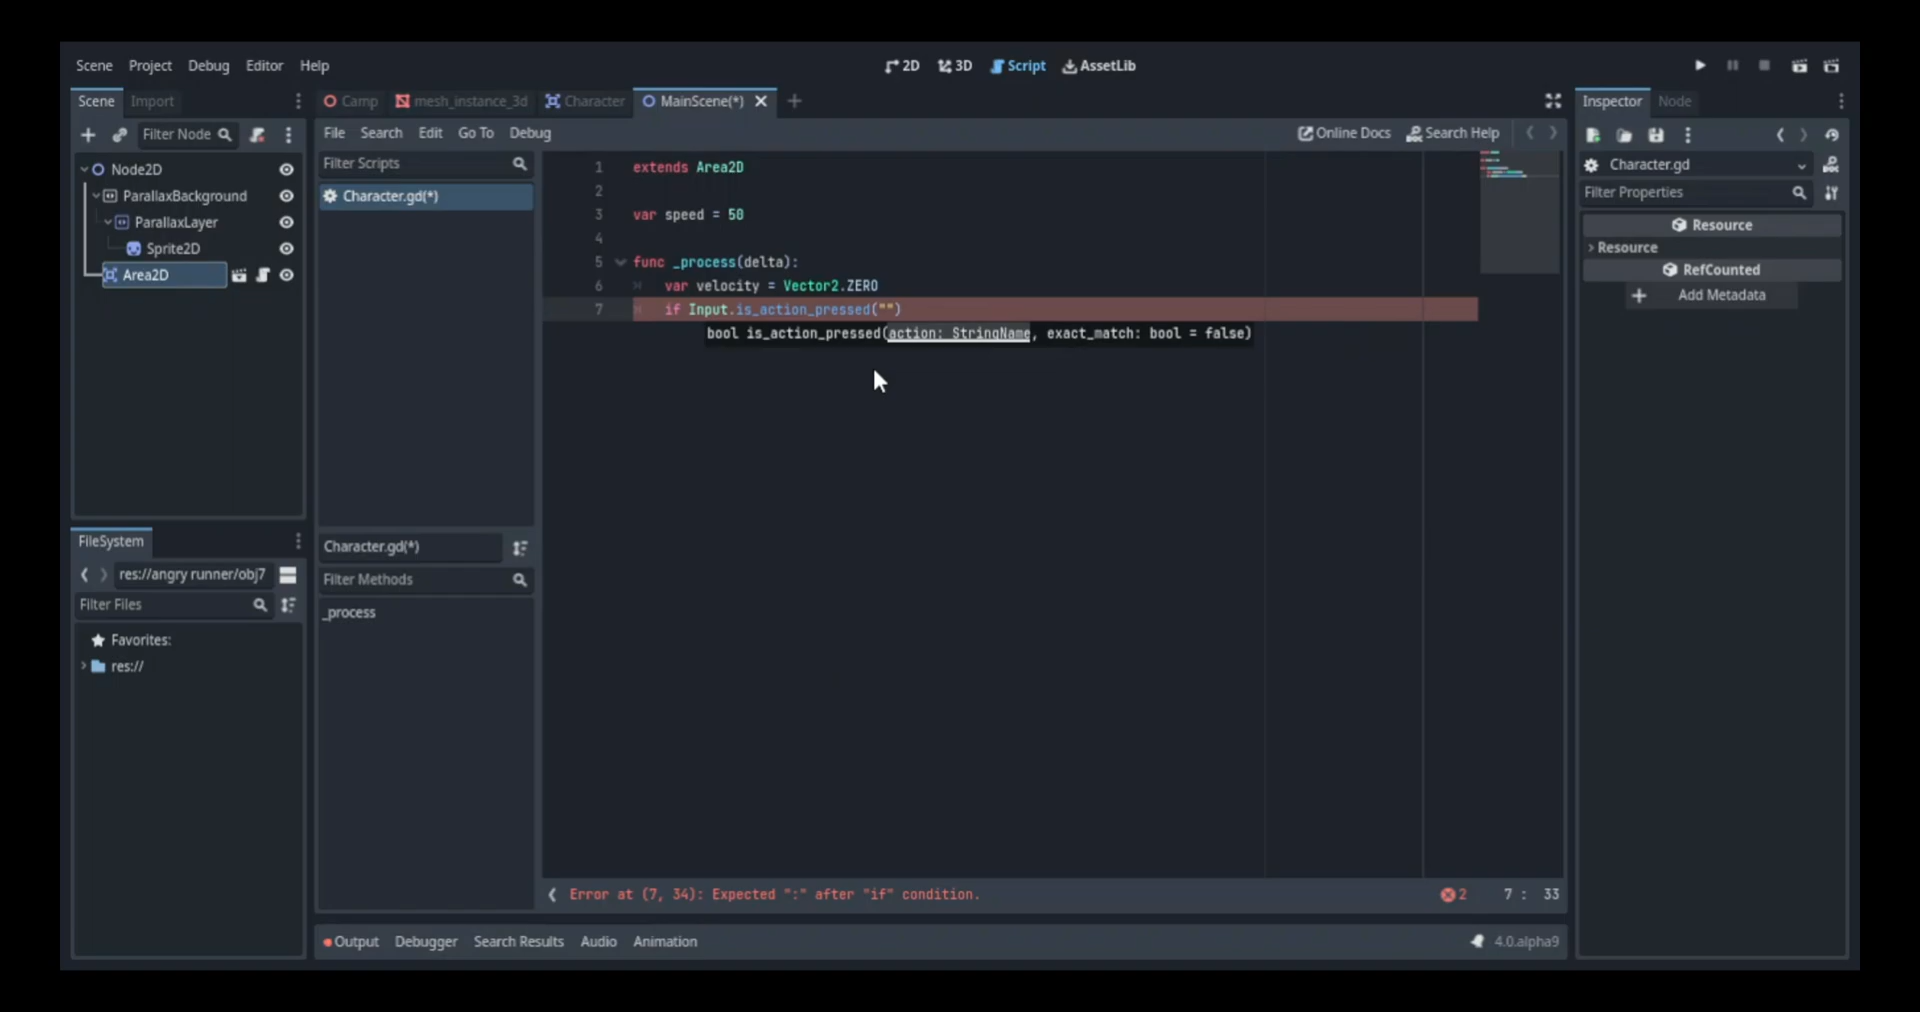 Scene Project Debug Editor Help
2D 3D Script AssetLib
Scene Import
Camp mesh_instance_3d Character MainScene(*)
Inspector Node
Filter Node
File Search Edit Go To Debug
Online Docs Search Help
Node2D
ParallaxBackground
ParallaxLayer
Sprite2D
Area2D
Filter Scripts
Character.gd(*)
1 extends Area2D
2
3 var speed = 50
4
5 func _process(delta):
6 var velocity = Vector2.ZERO
7 if Input.is_action_pressed("")
bool is_action_pressed(action: StringName, exact_match: bool = false)
Character.gd
Filter Properties
Resource
Resource
RefCounted
Add Metadata
FileSystem
res://angry runner/obj7
Filter Files
Favorites:
res://
Character.gd(*)
Filter Methods
_process
Error at (7, 34): Expected ":" after "if" condition.
2 7 : 33
Output Debugger Search Results Audio Animation
4.0.alpha9